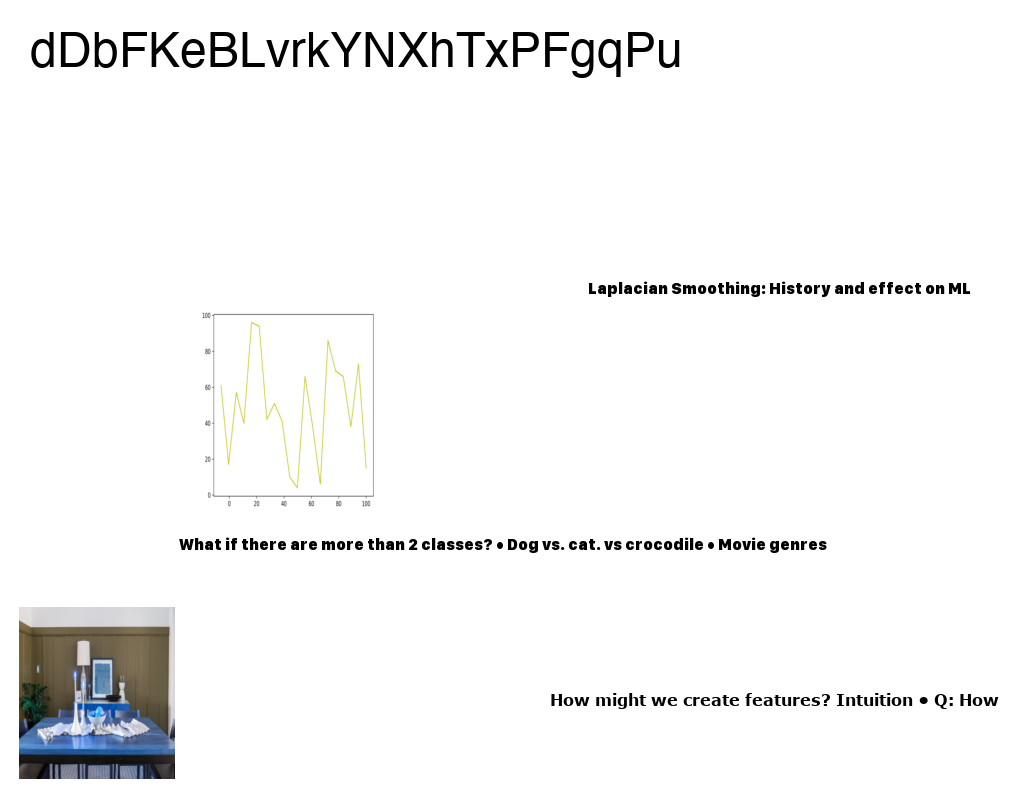 dDbFKeBLvrkYNXhTxPFgqPu
Laplacian Smoothing: History and effect on ML
100
80
60
40
20
0
0 20 40 60 80 100
What if there are more than 2 classes? • Dog vs. cat. vs crocodile • Movie genres
How might we create features? Intuition • Q: How